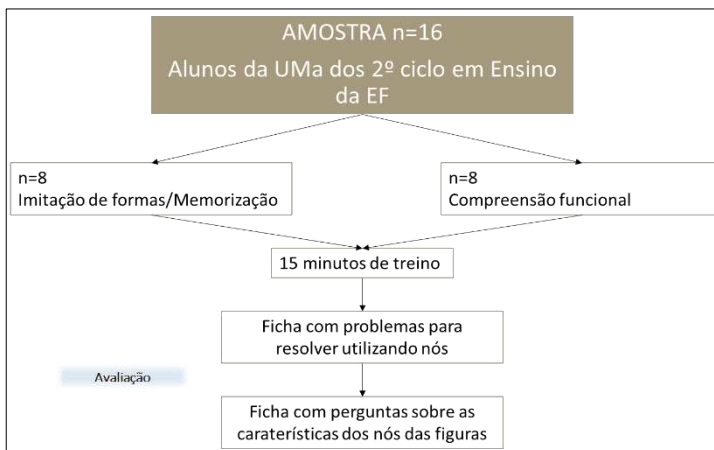 AMOSTRA n=16
Alunos da UMa dos 2º ciclo em Ensino
da EF
n=8
Imitação de formas/Memorização
n=8
Compreensão funcional
15 minutos de treino
Ficha com problemas para
resolver utilizando nós
Avaliação
Ficha com perguntas sobre as
caraterísticas dos nós das figuras